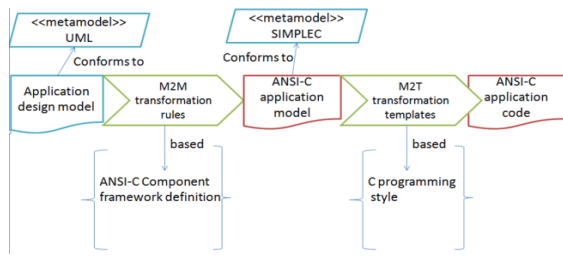 <<metamodel>>
UML
<<metamodel>>
SIMPLEC
Conforms to
Conforms to
Application
design model
M2M
transformation
rules
ANSI-C
application
model
M2T
transformation
templates
ANSI-C
application
code
based
based
ANSI-C Component
framework definition
C programming
style